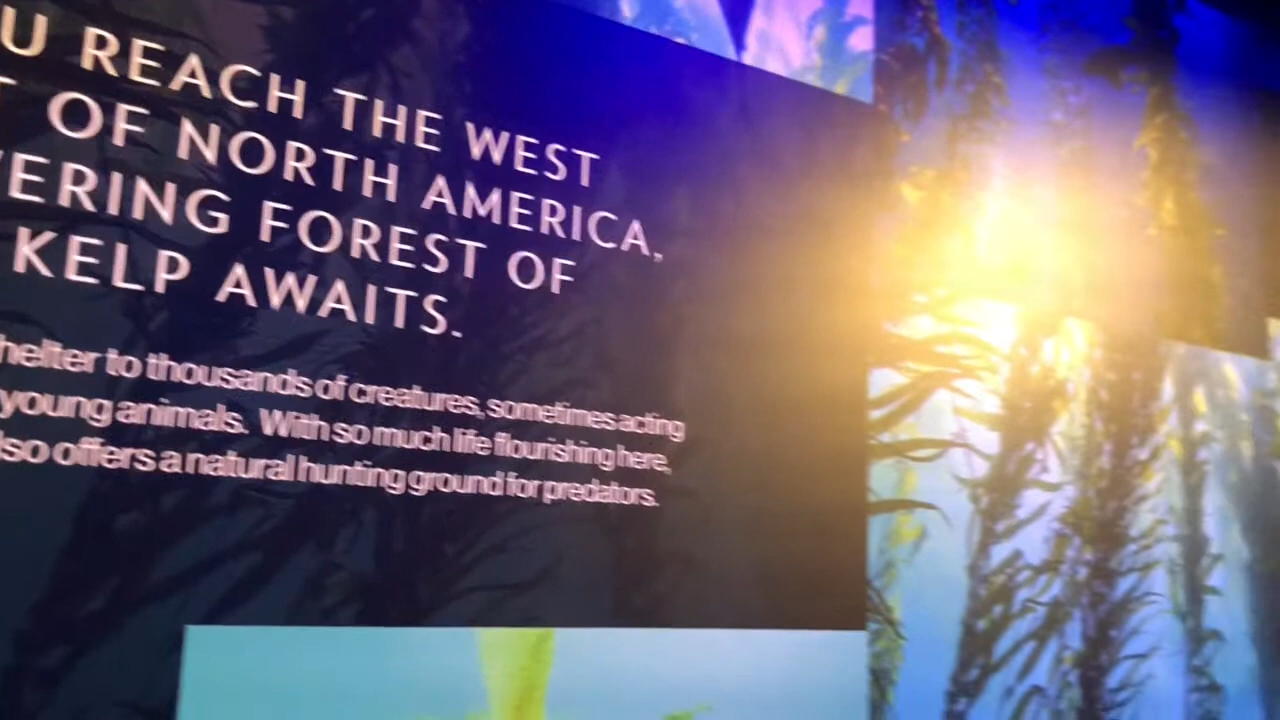 U REACH THE WEST
OF NORTH AMERICA,
ERING FOREST OF
KELP AWAITS.
helter to thousands of creatures, sometimes acting
young animals. With so much life flourishing here,
lso offers a natural hunting ground for predators.